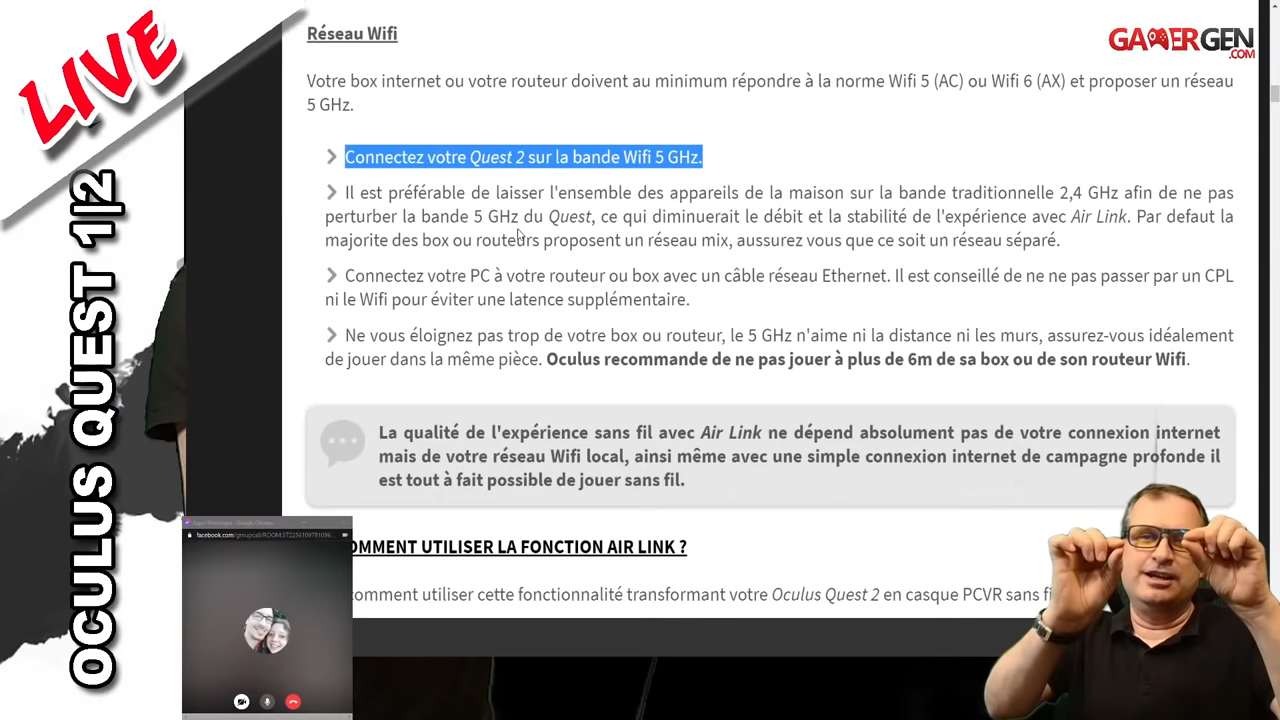 LIVE
OCULUS QUEST 1|2
GAMERGEN
.COM
Réseau Wifi
Votre box internet ou votre routeur doivent au minimum répondre à la norme Wifi 5 (AC) ou Wifi 6 (AX) et proposer un réseau
5 GHz.
Connectez votre Quest 2 sur la bande Wifi 5 GHz.
Il est préférable de laisser l'ensemble des appareils de la maison sur la bande traditionnelle 2,4 GHz afin de ne pas
perturber la bande 5 GHz du Quest, ce qui diminuerait le débit et la stabilité de l'expérience avec Air Link. Par defaut la
majorite des box ou routeurs proposent un réseau mix, aussurez vous que ce soit un réseau séparé.
Connectez votre PC à votre routeur ou box avec un câble réseau Ethernet. Il est conseillé de ne ne pas passer par un CPL
ni le Wifi pour éviter une latence supplémentaire.
Ne vous éloignez pas trop de votre box ou routeur, le 5 GHz n'aime ni la distance ni les murs, assurez-vous idéalement
de jouer dans la même pièce. Oculus recommande de ne pas jouer à plus de 6m de sa box ou de son routeur Wifi.
La qualité de l'expérience sans fil avec Air Link ne dépend absolument pas de votre connexion internet
mais de votre réseau Wifi local, ainsi même avec une simple connexion internet de campagne profonde il
est tout à fait possible de jouer sans fil.
OMMENT UTILISER LA FONCTION AIR LINK ?
comment utiliser cette fonctionnalité transformant votre Oculus Quest 2 en casque PCVR sans fi
Google Chrome